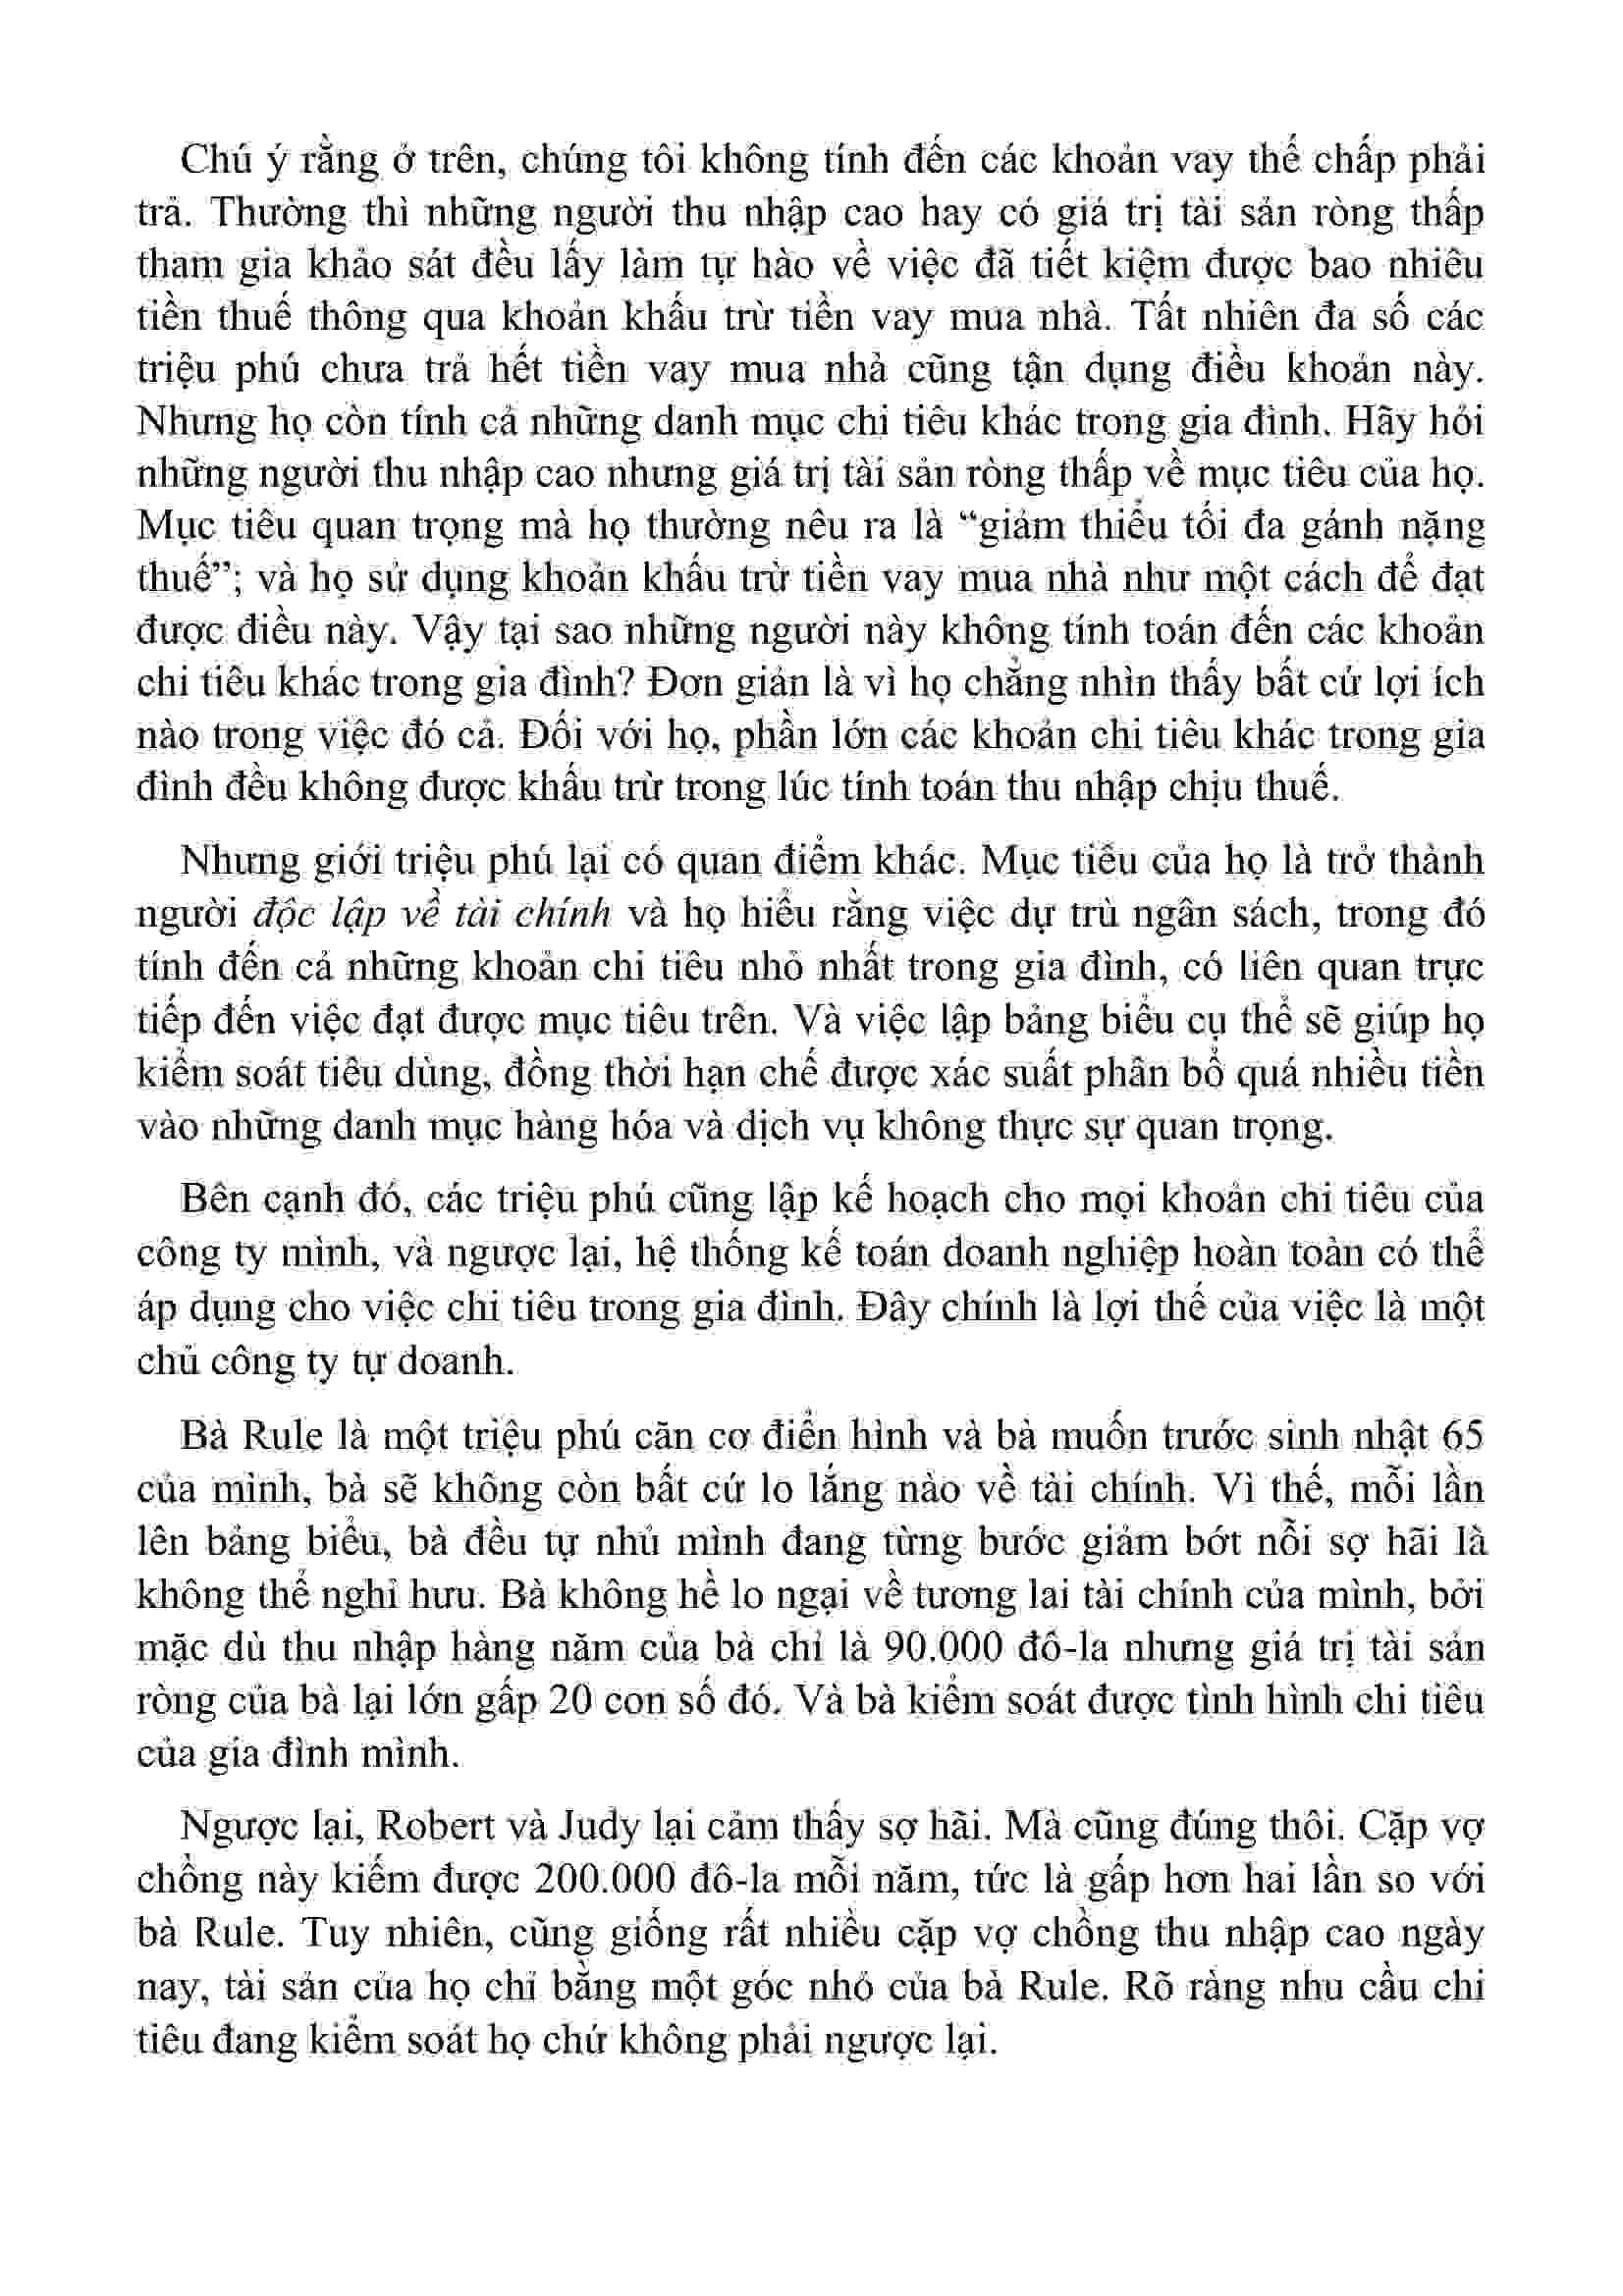 Chú ý rằng ở trên, chúng tôi không tính đến các khoản vay thế chấp phải
trả. Thường thì những người thu nhập cao hay có giá trị tài sản ròng thấp
tham gia khảo sát đều lấy làm tự hào về việc đã tiết kiệm được bao nhiêu
tiền thuế thông qua khoản khấu trừ tiền vay mua nhà. Tất nhiên đa số các
triệu phú chưa trả hết tiền vay mua nhà cũng tận dụng điều khoản này.
Nhưng họ còn tính cả những danh mục chi tiêu khác trong gia đình. Hãy hỏi
những người thu nhập cao nhưng giá trị tài sản ròng thấp về mục tiêu của họ.
Mục tiêu quan trọng mà họ thường nêu ra là “giảm thiểu tối đa gánh nặng
thuế”; và họ sử dụng khoản khấu trừ tiền vay mua nhà như một cách để đạt
được điều này. Vậy tại sao những người này không tính toán đến các khoản
chi tiêu khác trong gia đình? Đơn giản là vì họ chẳng nhìn thấy bất cứ lợi ích
nào trong việc đó cả. Đối với họ, phần lớn các khoản chi tiêu khác trong gia
đình đều không được khấu trừ trong lúc tính toán thu nhập chịu thuế.
Nhưng giới triệu phú lại có quan điểm khác. Mục tiêu của họ là trở thành
người độc lập về tài chính và họ hiểu rằng việc dự trù ngân sách, trong đó
tính đến cả những khoản chi tiêu nhỏ nhất trong gia đình, có liên quan trực
tiếp đến việc đạt được mục tiêu trên. Và việc lập bảng biểu cụ thể sẽ giúp họ
kiểm soát tiêu dùng, đồng thời hạn chế được xác suất phân bổ quá nhiều tiền
vào những danh mục hàng hóa và dịch vụ không thực sự quan trọng.
Bên cạnh đó, các triệu phú cũng lập kế hoạch cho mọi khoản chi tiêu của
công ty mình, và ngược lại, hệ thống kế toán doanh nghiệp hoàn toàn có thể
áp dụng cho việc chi tiêu trong gia đình. Đây chính là lợi thế của việc là một
chủ công ty tự doanh.
Bà Rule là một triệu phú căn cơ điển hình và bà muốn trước sinh nhật 65
của mình, bà sẽ không còn bất cứ lo lắng nào về tài chính. Vì thế, mỗi lần
lên bảng biểu, bà đều tự nhủ mình đang từng bước giảm bớt nỗi sợ hãi là
không thể nghỉ hưu. Bà không hề lo ngại về tương lai tài chính của mình, bởi
mặc dù thu nhập hàng năm của bà chỉ là 90.000 đô-la nhưng giá trị tài sản
ròng của bà lại lớn gấp 20 con số đó. Và bà kiểm soát được tình hình chi tiêu
của gia đình mình.
Ngược lại, Robert và Judy lại cảm thấy sợ hãi. Mà cũng đúng thôi. Cặp vợ
chồng này kiếm được 200.000 đô-la mỗi năm, tức là gấp hơn hai lần so với
bà Rule. Tuy nhiên, cũng giống rất nhiều cặp vợ chồng thu nhập cao ngày
nay, tài sản của họ chỉ bằng một góc nhỏ của bà Rule. Rõ ràng nhu cầu chi
tiêu đang kiểm soát họ chứ không phải ngược lại.